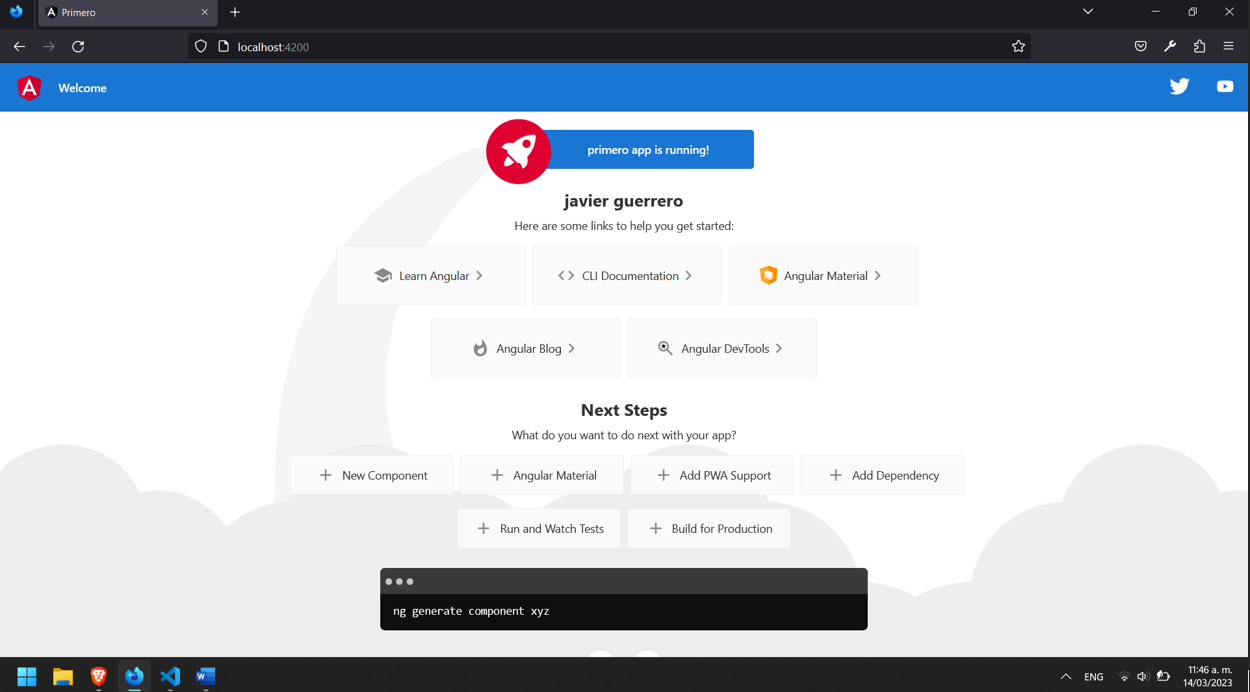 Primero
localhost:4200
Welcome
primero app is running!
javier guerrero
Here are some links to help you get started:
Learn Angular
CLI Documentation
Angular Material
Angular Blog
Angular DevTools
Next Steps
What do you want to do next with your app?
New Component
Angular Material
Add PWA Support
Add Dependency
Run and Watch Tests
Build for Production
ng generate component xyz
ENG
11:46 a. m.
14/03/2023